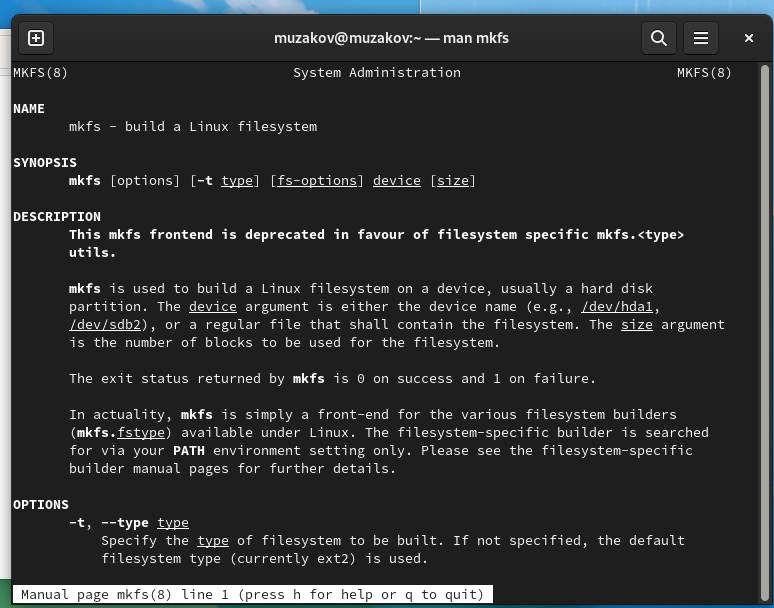 muzakov@muzakov:~ — man mkfs
MKFS(8) System Administration MKFS(8)
NAME
mkfs - build a Linux filesystem
SYNOPSIS
mkfs [options] [-t type] [fs-options] device [size]
DESCRIPTION
This mkfs frontend is deprecated in favour of filesystem specific mkfs.<type>
utils.
mkfs is used to build a Linux filesystem on a device, usually a hard disk
partition. The device argument is either the device name (e.g., /dev/hda1,
/dev/sdb2), or a regular file that shall contain the filesystem. The size argument
is the number of blocks to be used for the filesystem.
The exit status returned by mkfs is 0 on success and 1 on failure.
In actuality, mkfs is simply a front-end for the various filesystem builders
(mkfs.fstype) available under Linux. The filesystem-specific builder is searched
for via your PATH environment setting only. Please see the filesystem-specific
builder manual pages for further details.
OPTIONS
-t, --type type
Specify the type of filesystem to be built. If not specified, the default
filesystem type (currently ext2) is used.
Manual page mkfs(8) line 1 (press h for help or q to quit)